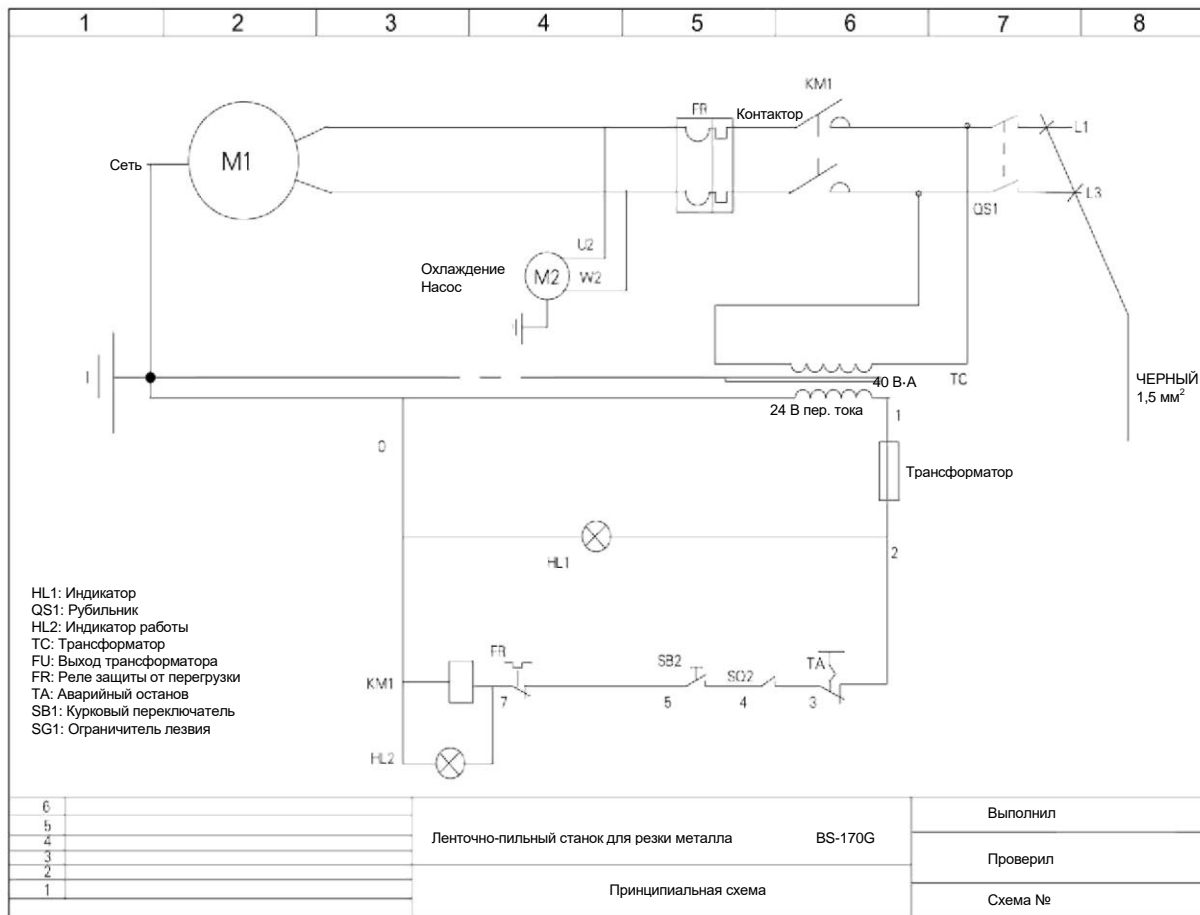 1 2 3 4 5 6 7 8
KM1
FR
Контактор
L1
Сеть
M1
L3
QS1
U2
Охлаждение
Насос
M2
W2
40 В·А
TC
ЧЕРНЫЙ
1,5 мм²
24 В пер. тока
1
0
Трансформатор
2
HL1
HL1: Индикатор
QS1: Рубильник
HL2: Индикатор работы
TC: Трансформатор
FU: Выход трансформатора
FR: Реле защиты от перегрузки
TA: Аварийный останов
SB1: Курковый переключатель
SG1: Ограничитель лезвия
FR
SB2
SQ2
TA
KM1
7
5
4
3
HL2
6
5
4
3
2
1
Ленточно-пильный станок для резки металла BS-170G
Принципиальная схема
Выполнил
Проверил
Схема №